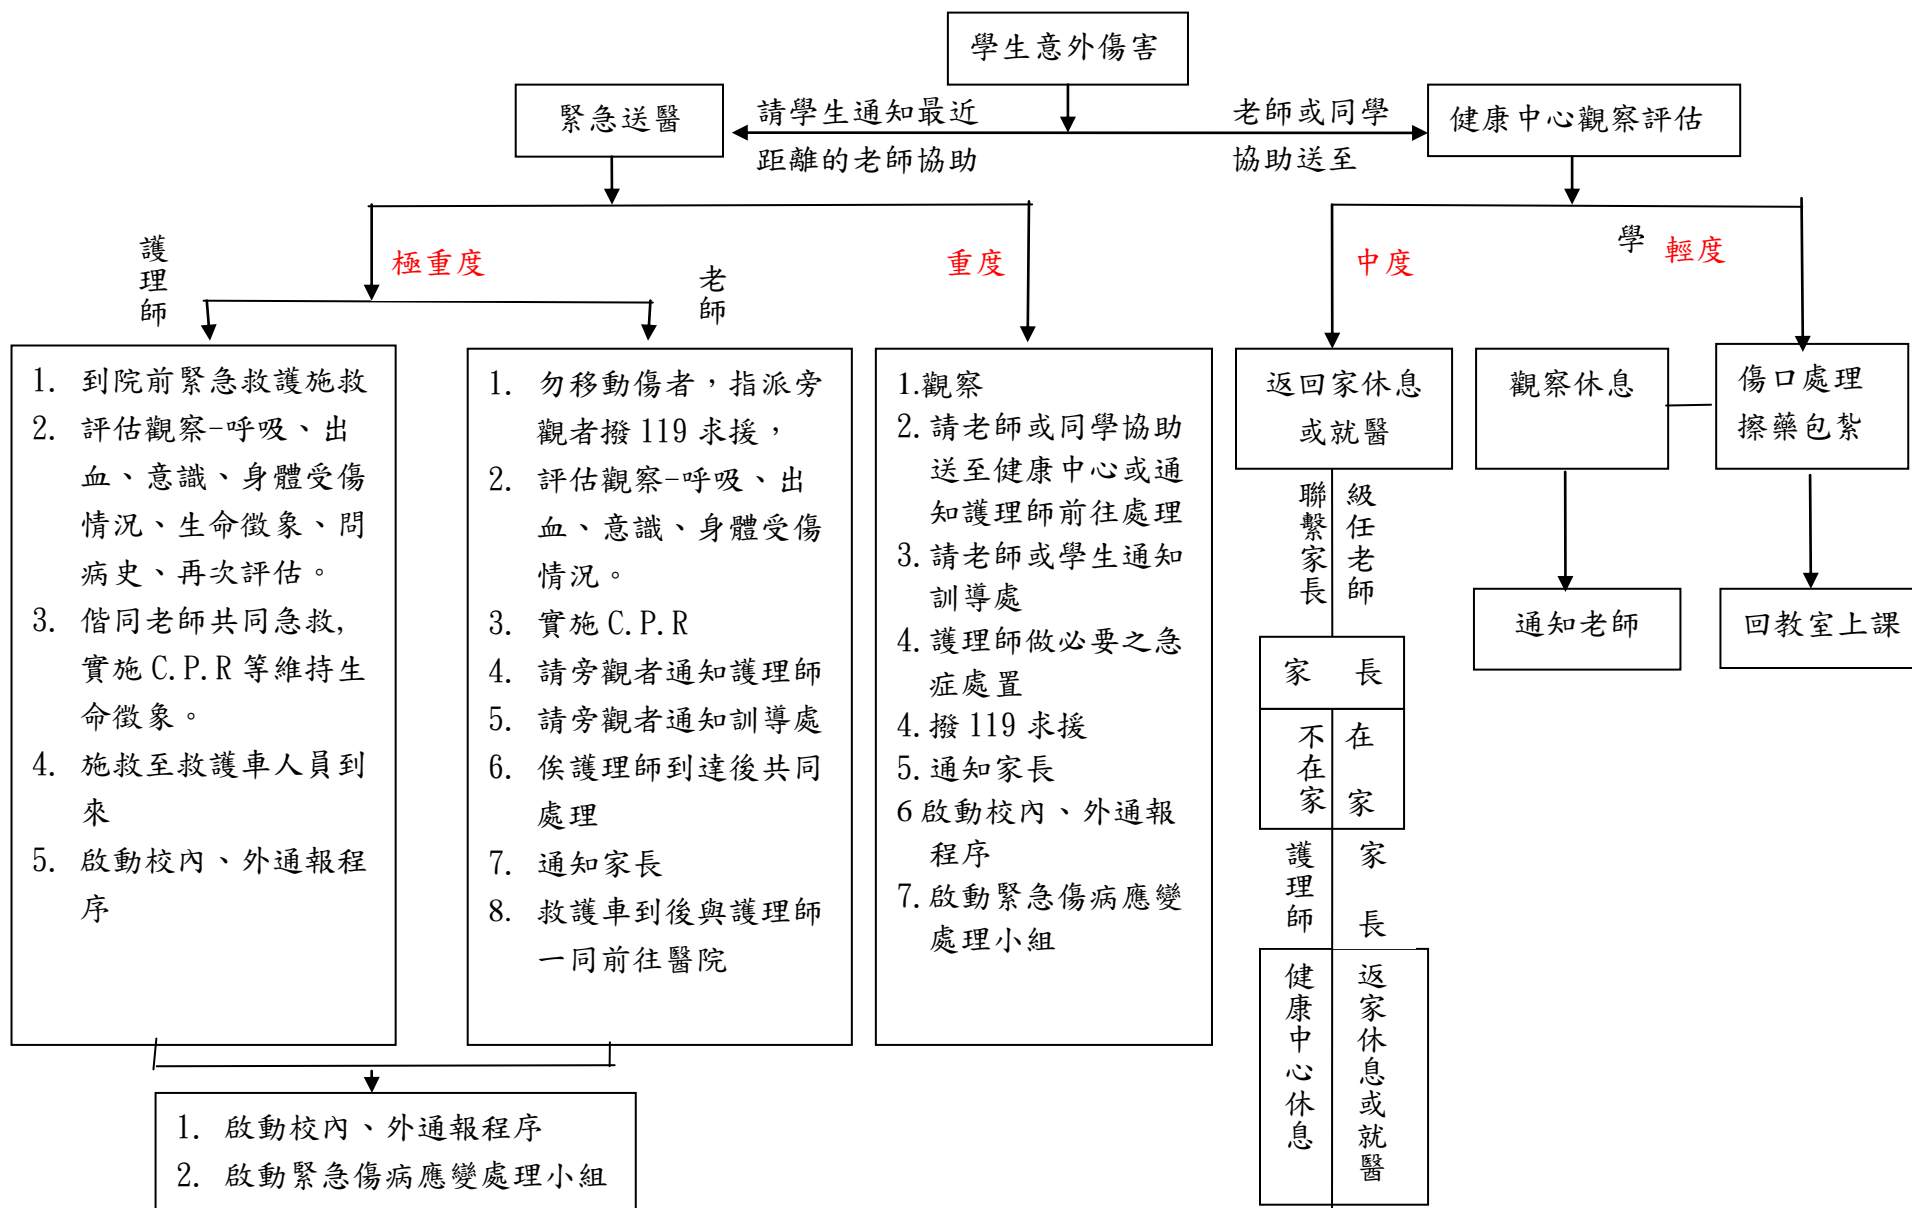 學生意外傷害
緊急送醫
請學生通知最近
距離的老師協助
老師或同學
協助送至
健康中心觀察評估
護理師
極重度
老師
重度
中度
學
輕度
1. 到院前緊急救護施救
2. 評估觀察-呼吸、出
血、意識、身體受傷
情況、生命徵象、問
病史、再次評估。
3. 偕同老師共同急救,
實施 C.P.R 等維持生
命徵象。
4. 施救至救護車人員到
來
5. 啟動校內、外通報程
序
1. 勿移動傷者，指派旁
觀者撥 119 求援，
2. 評估觀察-呼吸、出
血、意識、身體受傷
情況。
3. 實施 C.P.R
4. 請旁觀者通知護理師
5. 請旁觀者通知訓導處
6. 俟護理師到達後共同
處理
7. 通知家長
8. 救護車到後與護理師
一同前往醫院
1.觀察
2.請老師或同學協助
送至健康中心或通
知護理師前往處理
3.請老師或學生通知
訓導處
4.護理師做必要之急
症處置
4.撥 119 求援
5.通知家長
6 啟動校內、外通報
程序
7.啟動緊急傷病應變
處理小組
返回家休息
或就醫
聯繫家長
級任老師
家 長
不在家
在家
護理師
家長
健康中心休息
返家休息或就醫
觀察休息
通知老師
傷口處理
擦藥包紮
回教室上課
1. 啟動校內、外通報程序
2. 啟動緊急傷病應變處理小組